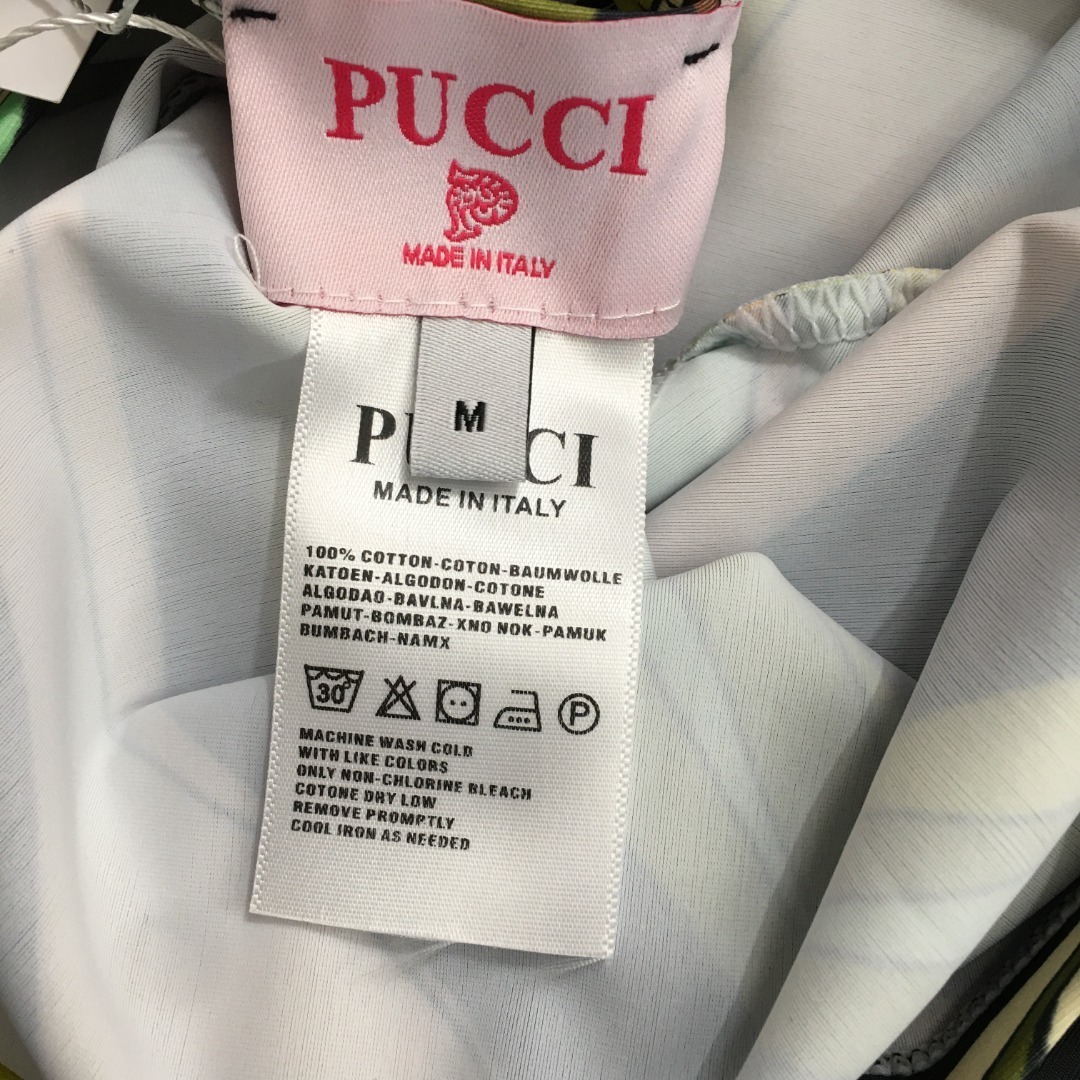 PUCCI
MADE IN ITALY
M
PUCCI
MADE IN ITALY
100% COTTON-COTON-BAUMWOLLE
KATOEN-ALGODON-COTONE
ALGODAO-BAVLNA-BAWELNA
PAMUT-BOMBAZ-XNO NOK-PAMUK
BUMBACH-NAMX
30° P
MACHINE WASH COLD
WITH LIKE COLORS
ONLY NON-CHLORINE BLEACH
COTONE DRY LOW
REMOVE PROMPTLY
COOL IRON AS NEEDED